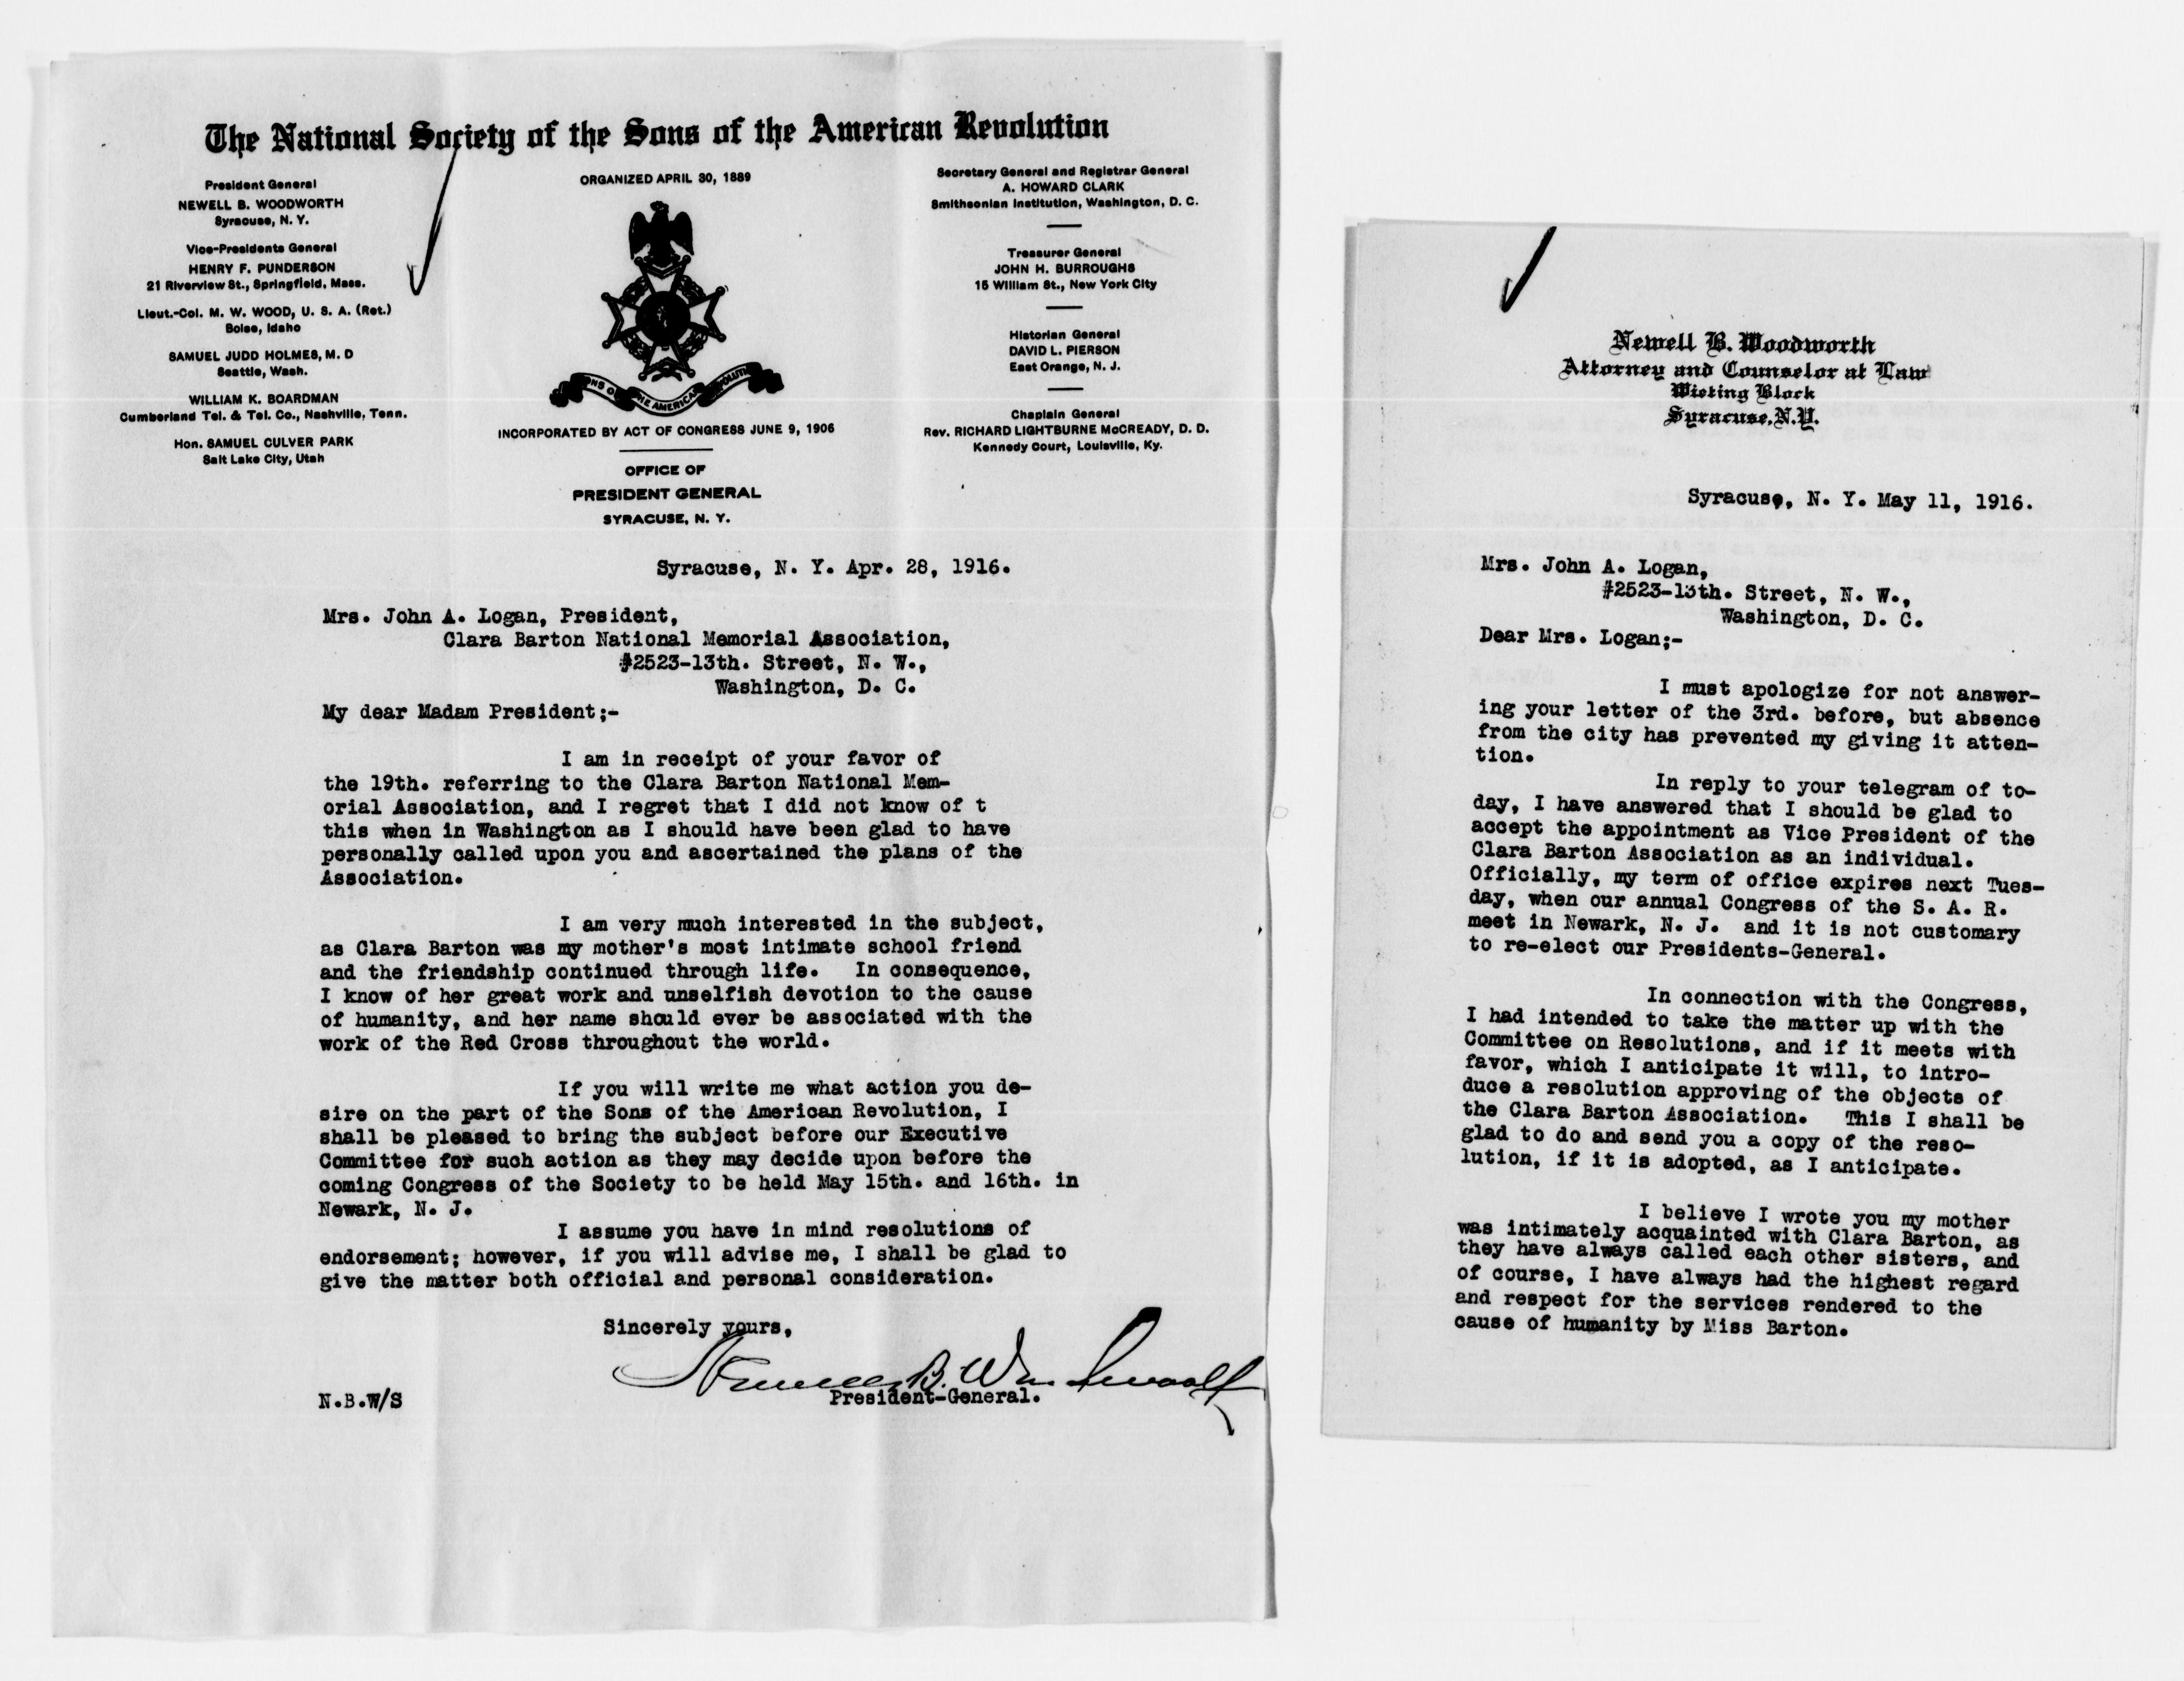 The National Society of the Sons of the American Revolution
President General
NEWELL B. WOODWORTH
Syracuse, N. Y.
Vice-Presidents General
HENRY F. PUNDERSON
21 Riverview St., Springfield, Mass.
Lieut.-Col. M. W. WOOD, U. S. A. (Ret.)
Boise, Idaho
SAMUEL JUDD HOLMES, M. D
Seattle, Wash.
WILLIAM K. BOARDMAN
Cumberland Tel. & Tel. Co., Nashville, Tenn.
Hon. SAMUEL CULVER PARK
Salt Lake City, Utah
ORGANIZED APRIL 30, 1889
INCORPORATED BY ACT OF CONGRESS JUNE 9, 1906
OFFICE OF
PRESIDENT GENERAL
SYRACUSE, N. Y.
Secretary General and Registrar General
A. HOWARD CLARK
Smithsonian Institution, Washington, D. C.
Treasurer General
JOHN H. BURROUGHS
15 William St., New York City
Historian General
DAVID L. PIERSON
East Orange, N. J.
Chaplain General
Rev. RICHARD LIGHTBURNE McCREADY, D. D.
Kennedy Court, Louisville, Ky.
Syracuse, N. Y. Apr. 28, 1916.
Mrs. John A. Logan, President,
Clara Barton National Memorial Association,
#2523-13th. Street, N. W.,
Washington, D. C.
My dear Madam President;-
I am in receipt of your favor of
the 19th. referring to the Clara Barton National Mem-
orial Association, and I regret that I did not know of t
this when in Washington as I should have been glad to have
personally called upon you and ascertained the plans of the
Association.
I am very much interested in the subject,
as Clara Barton was my mother's most intimate school friend
and the friendship continued through life. In consequence,
I know of her great work and unselfish devotion to the cause
of humanity, and her name should ever be associated with the
work of the Red Cross throughout the world.
If you will write me what action you de-
sire on the part of the Sons of the American Revolution, I
shall be pleased to bring the subject before our Executive
Committee for such action as they may decide upon before the
coming Congress of the Society to be held May 15th. and 16th. in
Newark, N. J.
I assume you have in mind resolutions of
endorsement; however, if you will advise me, I shall be glad to
give the matter both official and personal consideration.
Sincerely yours,
Newell B. Woodworth
President-General.
N.B.W/S
Newell B. Woodworth
Attorney and Counselor at Law
Wieting Block
Syracuse, N.Y.
Syracuse, N. Y. May 11, 1916.
Mrs. John A. Logan,
#2523-13th. Street, N. W.,
Washington, D. C.
Dear Mrs. Logan;-
I must apologize for not answer-
ing your letter of the 3rd. before, but absence
from the city has prevented my giving it atten-
tion.
In reply to your telegram of to-
day, I have answered that I should be glad to
accept the appointment as Vice President of the
Clara Barton Association as an individual.
Officially, my term of office expires next Tues-
day, when our annual Congress of the S. A. R.
meet in Newark, N. J. and it is not customary
to re-elect our Presidents-General.
In connection with the Congress,
I had intended to take the matter up with the
Committee on Resolutions, and if it meets with
favor, which I anticipate it will, to intro-
duce a resolution approving of the objects of
the Clara Barton Association. This I shall be
glad to do and send you a copy of the reso-
lution, if it is adopted, as I anticipate.
I believe I wrote you my mother
was intimately acquainted with Clara Barton, as
they have always called each other sisters, and
of course, I have always had the highest regard
and respect for the services rendered to the
cause of humanity by Miss Barton.